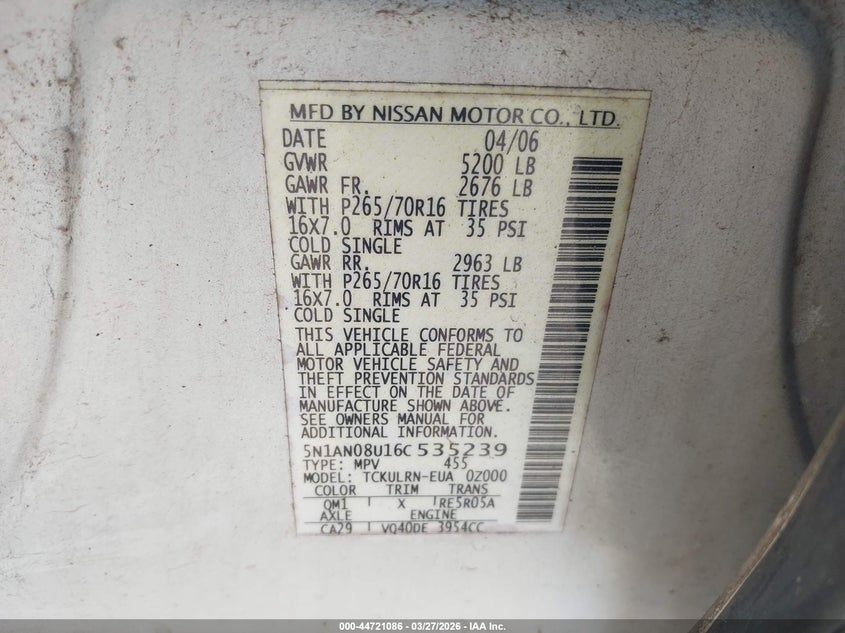 MFD BY NISSAN MOTOR CO., LTD.
DATE 04/06
GVWR 5200 LB
GAWR FR. 2676 LB
WITH P265/70R16 TIRES
16X7.0 RIMS AT 35 PSI
COLD SINGLE
GAWR RR. 2963 LB
WITH P265/70R16 TIRES
16X7.0 RIMS AT 35 PSI
COLD SINGLE
THIS VEHICLE CONFORMS TO
ALL APPLICABLE FEDERAL
MOTOR VEHICLE SAFETY AND
THEFT PREVENTION STANDARDS
IN EFFECT ON THE DATE OF
MANUFACTURE SHOWN ABOVE.
SEE OWNERS MANUAL FOR
ADDITIONAL INFORMATION.
5N1AN08U16C535239
TYPE: MPV 455
MODEL: TCKULRN-EUA 0Z000
COLOR TRIM TRANS
QM1 X RE5R05A
AXLE ENGINE
CA29 VQ40DE 3954CC
000-44721086 - 03/27/2026 - IAA Inc.